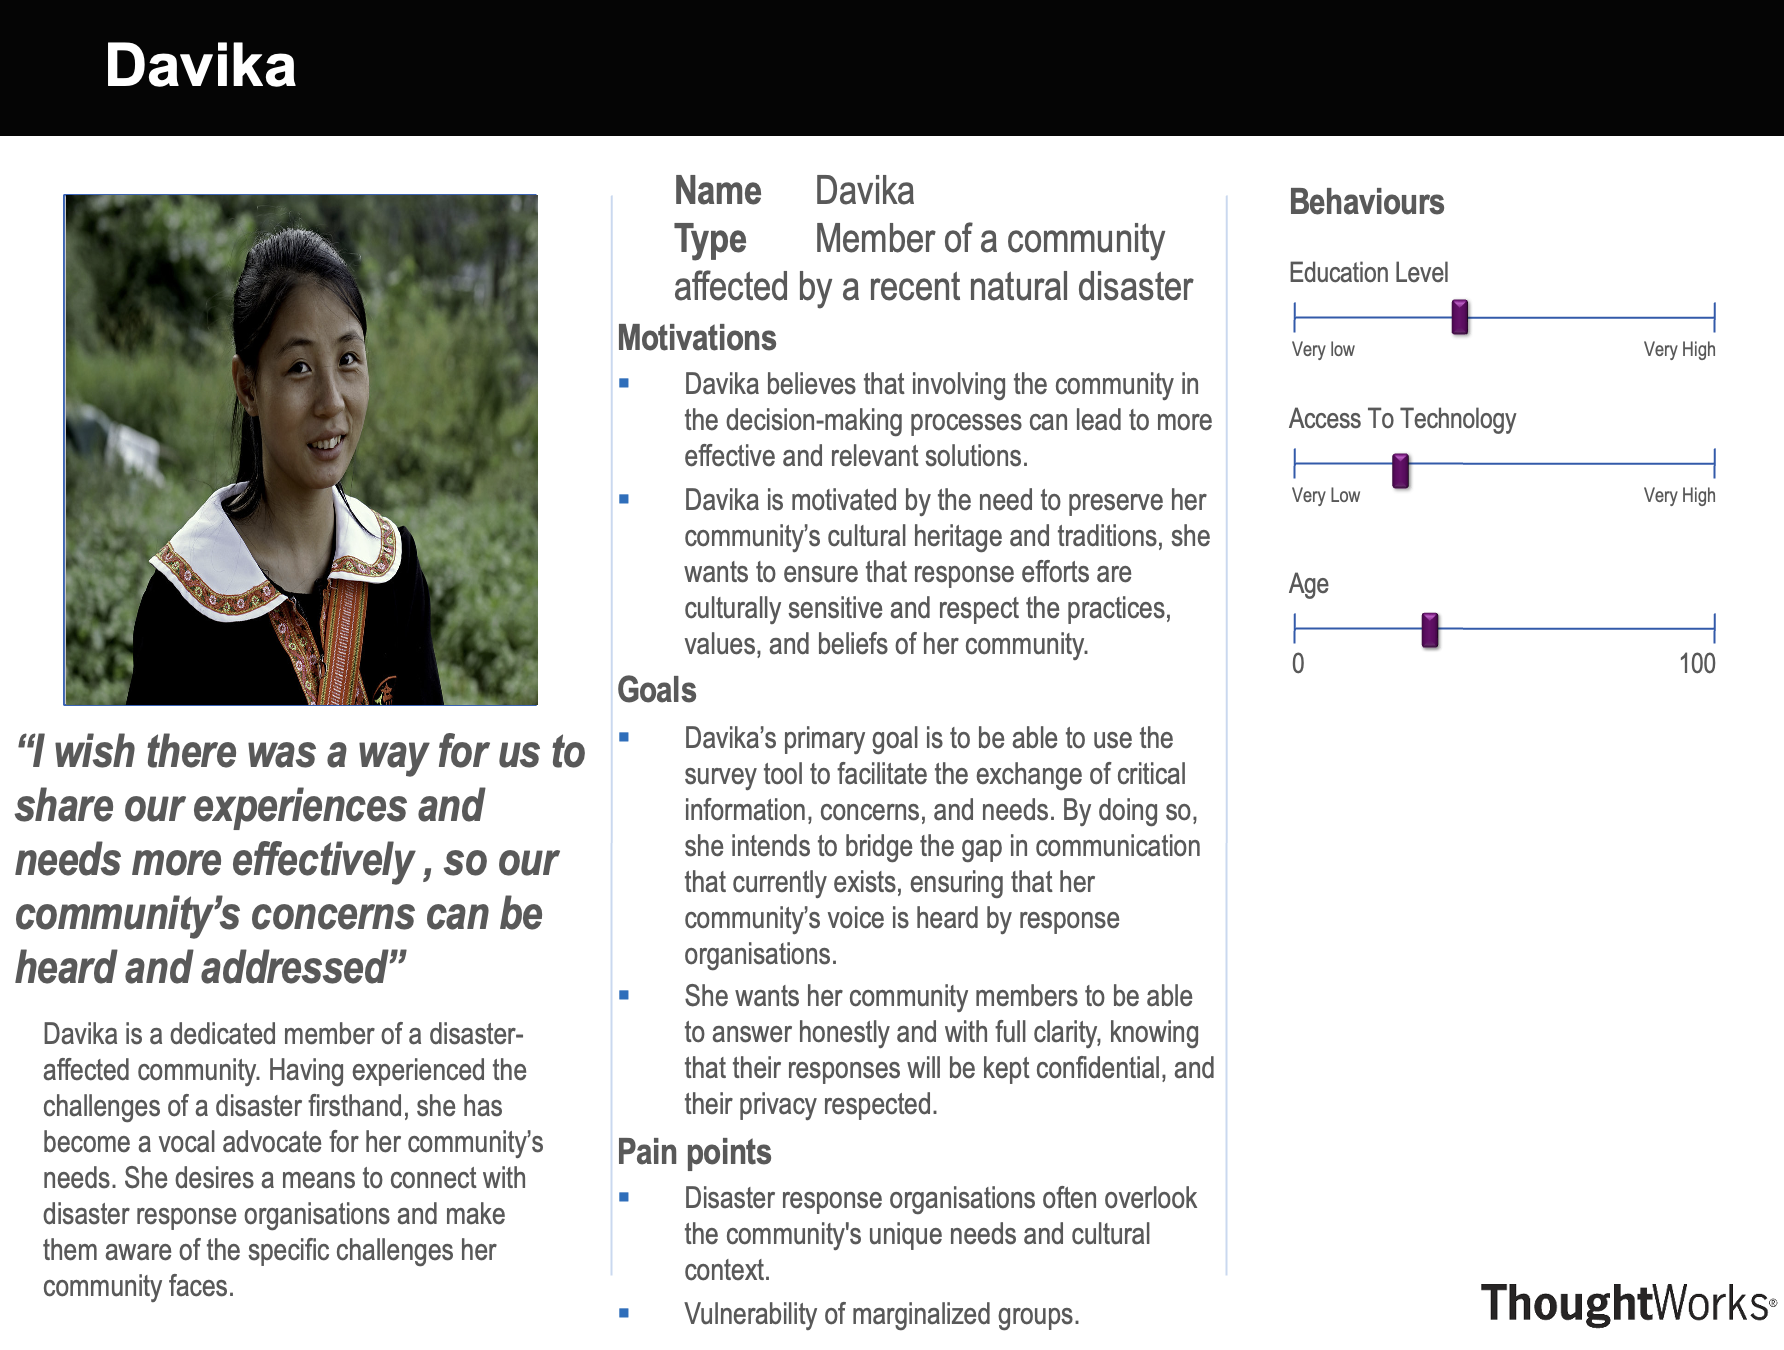 Davika
“I wish there was a way for us to
share our experiences and
needs more effectively , so our
community’s concerns can be
heard and addressed”
Davika is a dedicated member of a disaster-
affected community. Having experienced the
challenges of a disaster firsthand, she has
become a vocal advocate for her community’s
needs. She desires a means to connect with
disaster response organisations and make
them aware of the specific challenges her
community faces.
Name Davika
Type Member of a community
affected by a recent natural disaster
Motivations
▪ Davika believes that involving the community in
the decision-making processes can lead to more
effective and relevant solutions.
▪ Davika is motivated by the need to preserve her
community’s cultural heritage and traditions, she
wants to ensure that response efforts are
culturally sensitive and respect the practices,
values, and beliefs of her community.
Goals
▪ Davika’s primary goal is to be able to use the
survey tool to facilitate the exchange of critical
information, concerns, and needs. By doing so,
she intends to bridge the gap in communication
that currently exists, ensuring that her
community’s voice is heard by response
organisations.
▪ She wants her community members to be able
to answer honestly and with full clarity, knowing
that their responses will be kept confidential, and
their privacy respected.
Pain points
▪ Disaster response organisations often overlook
the community's unique needs and cultural
context.
▪ Vulnerability of marginalized groups.
Behaviours
Education Level
Very low Very High
Access To Technology
Very Low Very High
Age
0 100
ThoughtWorks®